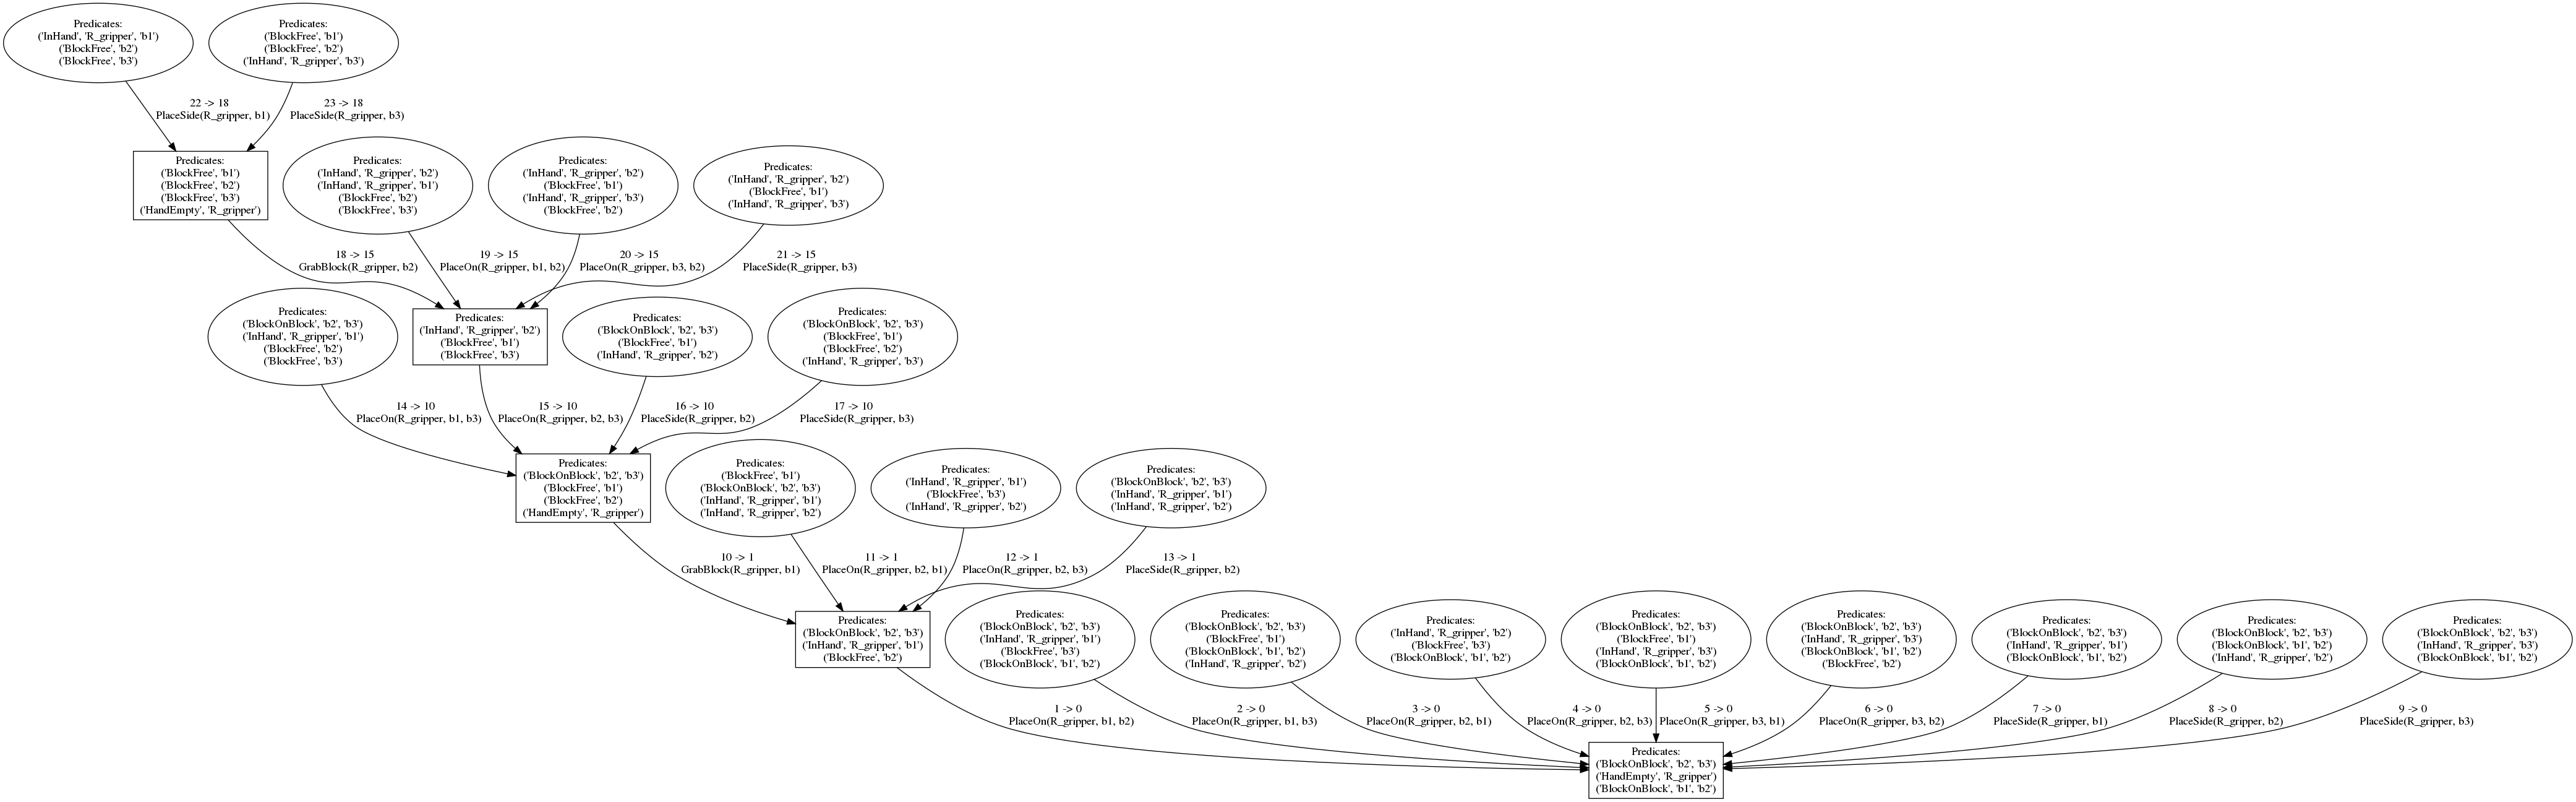 Predicates:
('InHand', 'R_gripper', 'b1')
('BlockFree', 'b2')
('BlockFree', 'b3')
Predicates:
('BlockFree', 'b1')
('BlockFree', 'b2')
('InHand', 'R_gripper', 'b3')
22 -> 18
PlaceSide(R_gripper, b1)
23 -> 18
PlaceSide(R_gripper, b3)
Predicates:
('BlockFree', 'b1')
('BlockFree', 'b2')
('BlockFree', 'b3')
('HandEmpty', 'R_gripper')
Predicates:
('InHand', 'R_gripper', 'b2')
('InHand', 'R_gripper', 'b1')
('BlockFree', 'b2')
('BlockFree', 'b3')
Predicates:
('InHand', 'R_gripper', 'b2')
('BlockFree', 'b1')
('InHand', 'R_gripper', 'b3')
('BlockFree', 'b2')
Predicates:
('InHand', 'R_gripper', 'b2')
('BlockFree', 'b1')
('InHand', 'R_gripper', 'b3')
18 -> 15
GrabBlock(R_gripper, b2)
19 -> 15
PlaceOn(R_gripper, b1, b2)
20 -> 15
PlaceOn(R_gripper, b3, b2)
21 -> 15
PlaceSide(R_gripper, b3)
Predicates:
('BlockOnBlock', 'b2', 'b3')
('InHand', 'R_gripper', 'b1')
('BlockFree', 'b2')
('BlockFree', 'b3')
Predicates:
('InHand', 'R_gripper', 'b2')
('BlockFree', 'b1')
('BlockFree', 'b3')
Predicates:
('BlockOnBlock', 'b2', 'b3')
('BlockFree', 'b1')
('InHand', 'R_gripper', 'b2')
Predicates:
('BlockOnBlock', 'b2', 'b3')
('BlockFree', 'b1')
('BlockFree', 'b2')
('InHand', 'R_gripper', 'b3')
14 -> 10
PlaceOn(R_gripper, b1, b3)
15 -> 10
PlaceOn(R_gripper, b2, b3)
16 -> 10
PlaceSide(R_gripper, b2)
17 -> 10
PlaceSide(R_gripper, b3)
Predicates:
('BlockOnBlock', 'b2', 'b3')
('BlockFree', 'b1')
('BlockFree', 'b2')
('HandEmpty', 'R_gripper')
Predicates:
('BlockFree', 'b1')
('BlockOnBlock', 'b2', 'b3')
('InHand', 'R_gripper', 'b1')
('InHand', 'R_gripper', 'b2')
Predicates:
('InHand', 'R_gripper', 'b1')
('BlockFree', 'b3')
('InHand', 'R_gripper', 'b2')
Predicates:
('BlockOnBlock', 'b2', 'b3')
('InHand', 'R_gripper', 'b1')
('InHand', 'R_gripper', 'b2')
10 -> 1
GrabBlock(R_gripper, b1)
11 -> 1
PlaceOn(R_gripper, b2, b1)
12 -> 1
PlaceOn(R_gripper, b2, b3)
13 -> 1
PlaceSide(R_gripper, b2)
Predicates:
('BlockOnBlock', 'b2', 'b3')
('InHand', 'R_gripper', 'b1')
('BlockFree', 'b2')
Predicates:
('BlockOnBlock', 'b2', 'b3')
('InHand', 'R_gripper', 'b1')
('BlockFree', 'b3')
('BlockOnBlock', 'b1', 'b2')
Predicates:
('BlockOnBlock', 'b2', 'b3')
('BlockFree', 'b1')
('BlockOnBlock', 'b1', 'b2')
('InHand', 'R_gripper', 'b2')
Predicates:
('InHand', 'R_gripper', 'b2')
('BlockFree', 'b3')
('BlockOnBlock', 'b1', 'b2')
Predicates:
('BlockOnBlock', 'b2', 'b3')
('BlockFree', 'b1')
('InHand', 'R_gripper', 'b3')
('BlockOnBlock', 'b1', 'b2')
Predicates:
('BlockOnBlock', 'b2', 'b3')
('InHand', 'R_gripper', 'b3')
('BlockOnBlock', 'b1', 'b2')
('BlockFree', 'b2')
Predicates:
('BlockOnBlock', 'b2', 'b3')
('InHand', 'R_gripper', 'b1')
('BlockOnBlock', 'b1', 'b2')
Predicates:
('BlockOnBlock', 'b2', 'b3')
('BlockOnBlock', 'b1', 'b2')
('InHand', 'R_gripper', 'b2')
Predicates:
('BlockOnBlock', 'b2', 'b3')
('InHand', 'R_gripper', 'b3')
('BlockOnBlock', 'b1', 'b2')
1 -> 0
PlaceOn(R_gripper, b1, b2)
2 -> 0
PlaceOn(R_gripper, b1, b3)
3 -> 0
PlaceOn(R_gripper, b2, b1)
4 -> 0
PlaceOn(R_gripper, b2, b3)
5 -> 0
PlaceOn(R_gripper, b3, b1)
6 -> 0
PlaceOn(R_gripper, b3, b2)
7 -> 0
PlaceSide(R_gripper, b1)
8 -> 0
PlaceSide(R_gripper, b2)
9 -> 0
PlaceSide(R_gripper, b3)
Predicates:
('BlockOnBlock', 'b2', 'b3')
('HandEmpty', 'R_gripper')
('BlockOnBlock', 'b1', 'b2')